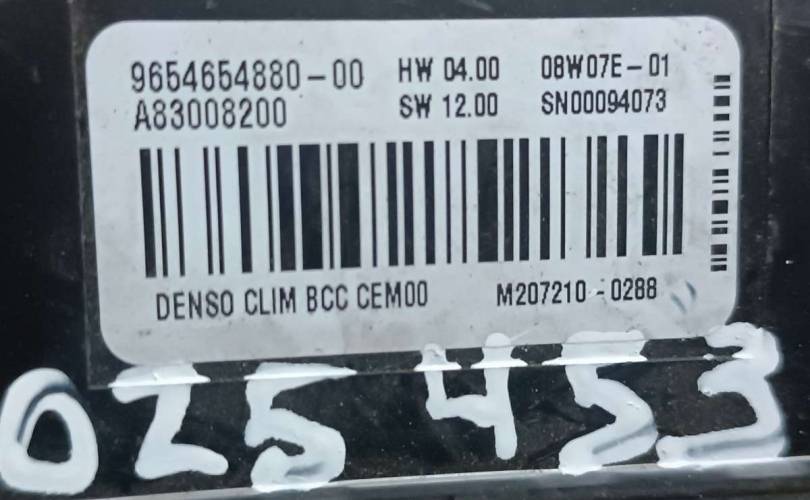 9654654880-00 HW 04.00 08W07E-01
A83008200 SW 12.00 SN00094073
DENSO CLIM BCC CEM00 M207210-0288
025453